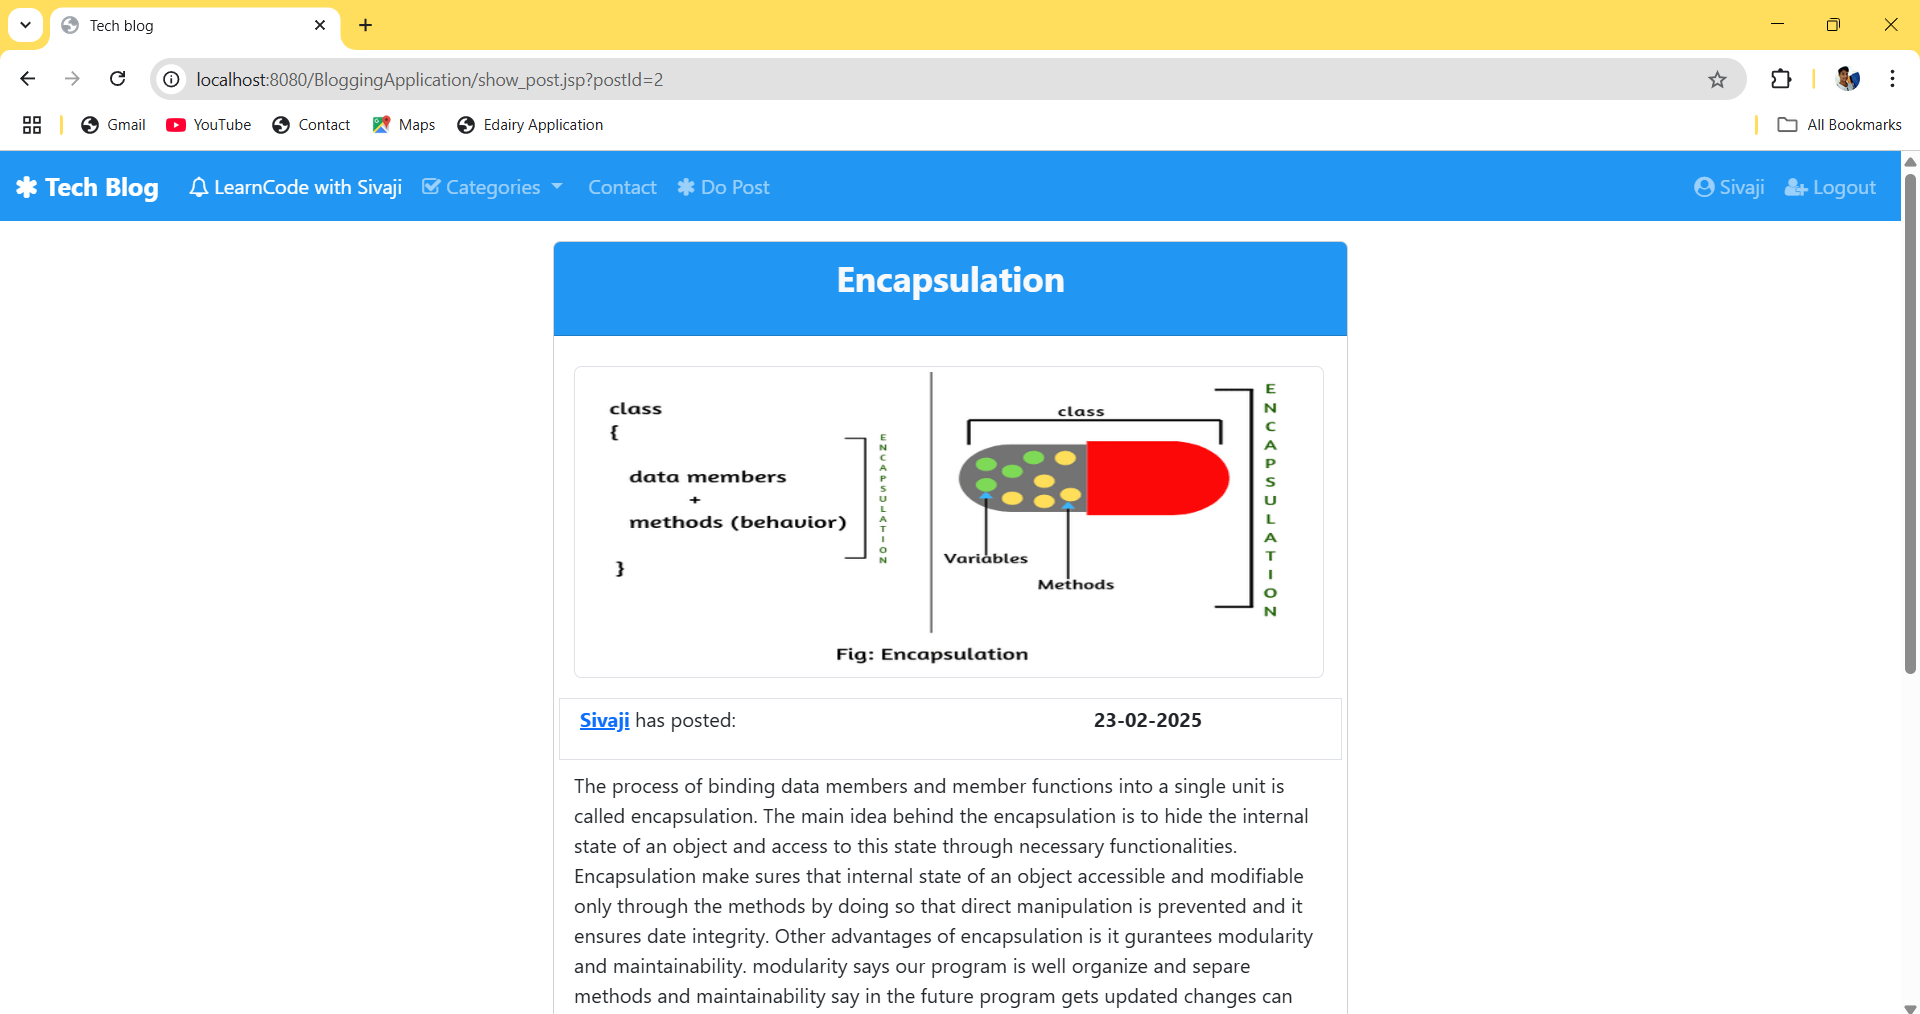 Tech blog
localhost:8080/BloggingApplication/show_post.jsp?postId=2
Gmail YouTube Contact Maps Edairy Application All Bookmarks
Tech Blog LearnCode with Sivaji Categories Contact Do Post Sivaji Logout
Encapsulation
class
{
data members
+
methods (behavior)
}
ENCAPSULATION
class
Variables
Methods
ENCAPSULATION
Fig: Encapsulation
Sivaji has posted: 23-02-2025
The process of binding data members and member functions into a single unit is
called encapsulation. The main idea behind the encapsulation is to hide the internal
state of an object and access to this state through necessary functionalities.
Encapsulation make sures that internal state of an object accessible and modifiable
only through the methods by doing so that direct manipulation is prevented and it
ensures date integrity. Other advantages of encapsulation is it gurantees modularity
and maintainability. modularity says our program is well organize and separe
methods and maintainability say in the future program gets updated changes can